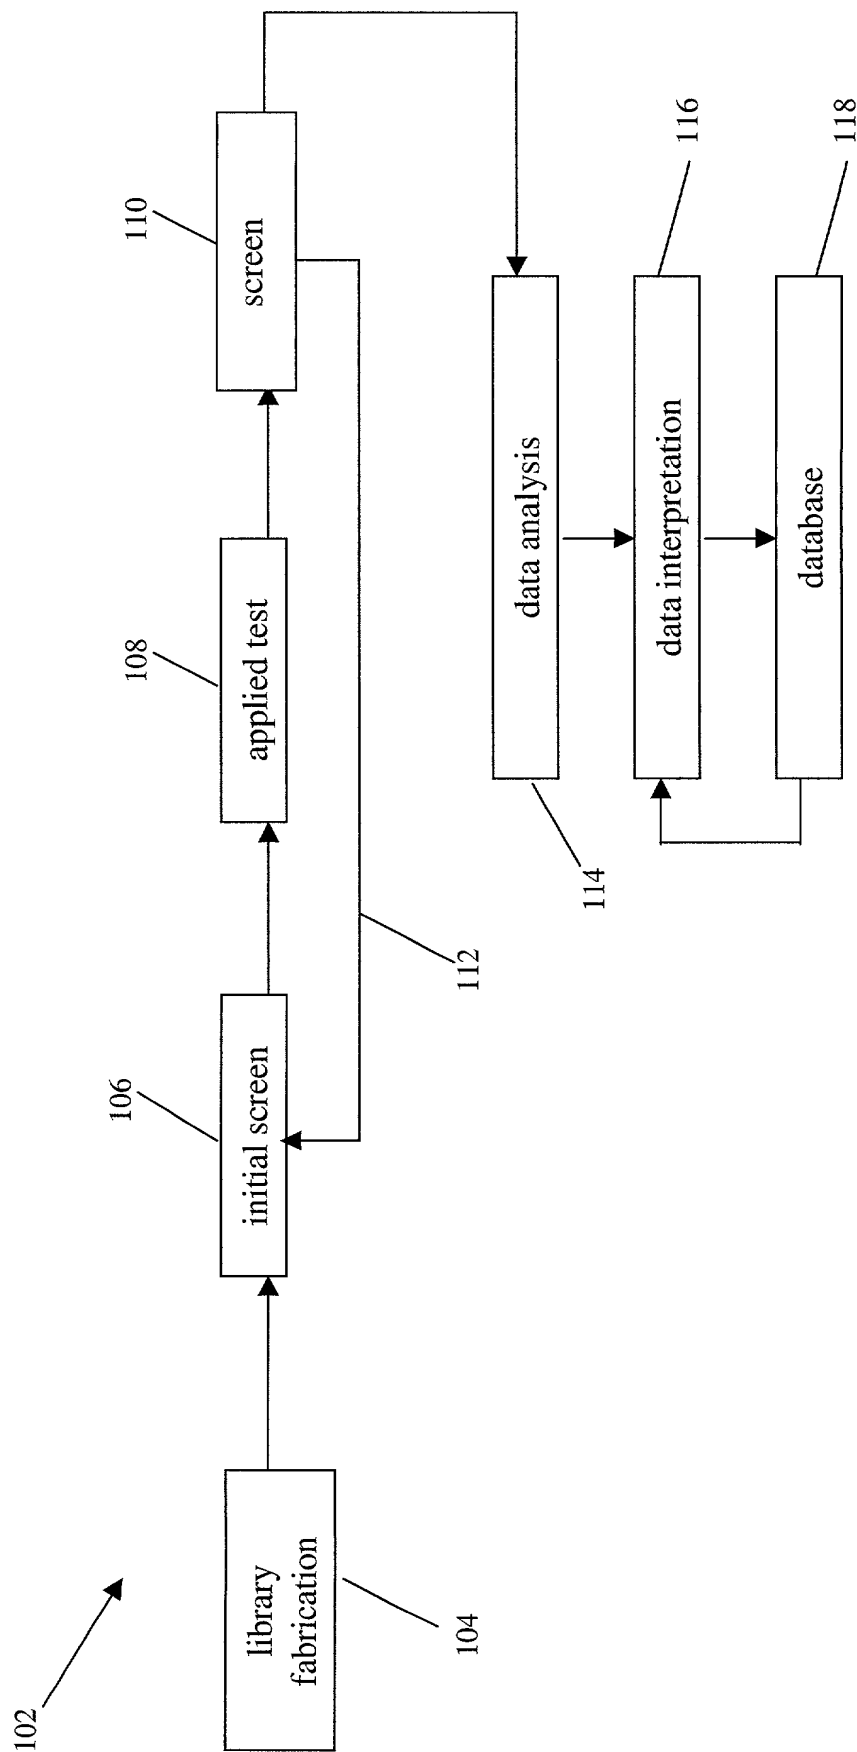 102
library
fabrication
104
initial screen
106
applied test
108
screen
110
112
data analysis
114
data interpretation
116
database
118